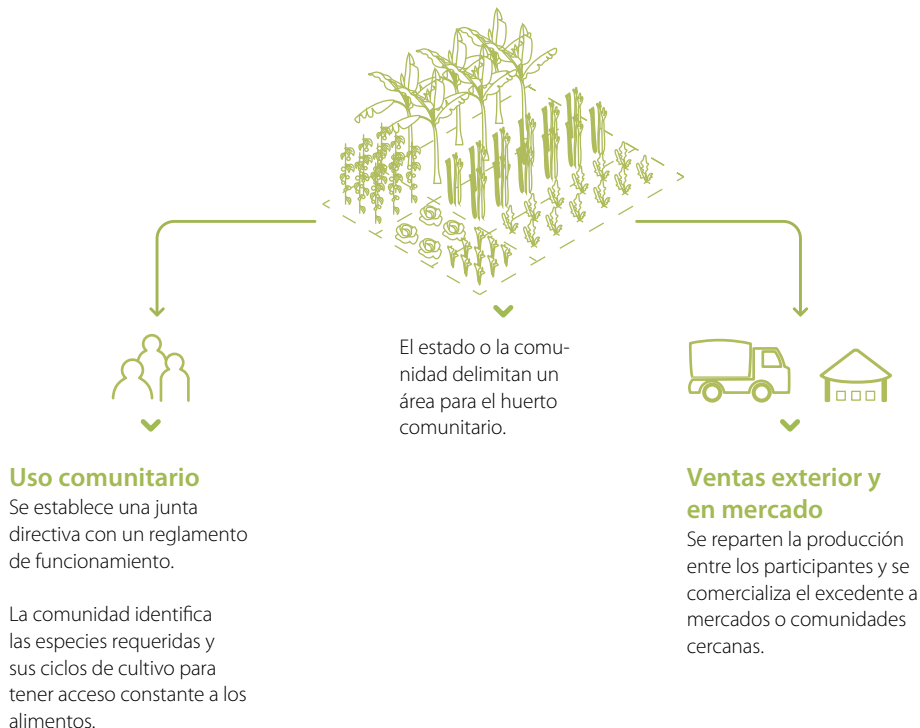 El estado o la comu-
nidad delimitan un
área para el huerto
comunitario.
Uso comunitario
Se establece una junta
directiva con un reglamento
de funcionamiento.
La comunidad identifica
las especies requeridas y
sus ciclos de cultivo para
tener acceso constante a los
alimentos.
Ventas exterior y
en mercado
Se reparten la producción
entre los participantes y se
comercializa el excedente a
mercados o comunidades
cercanas.